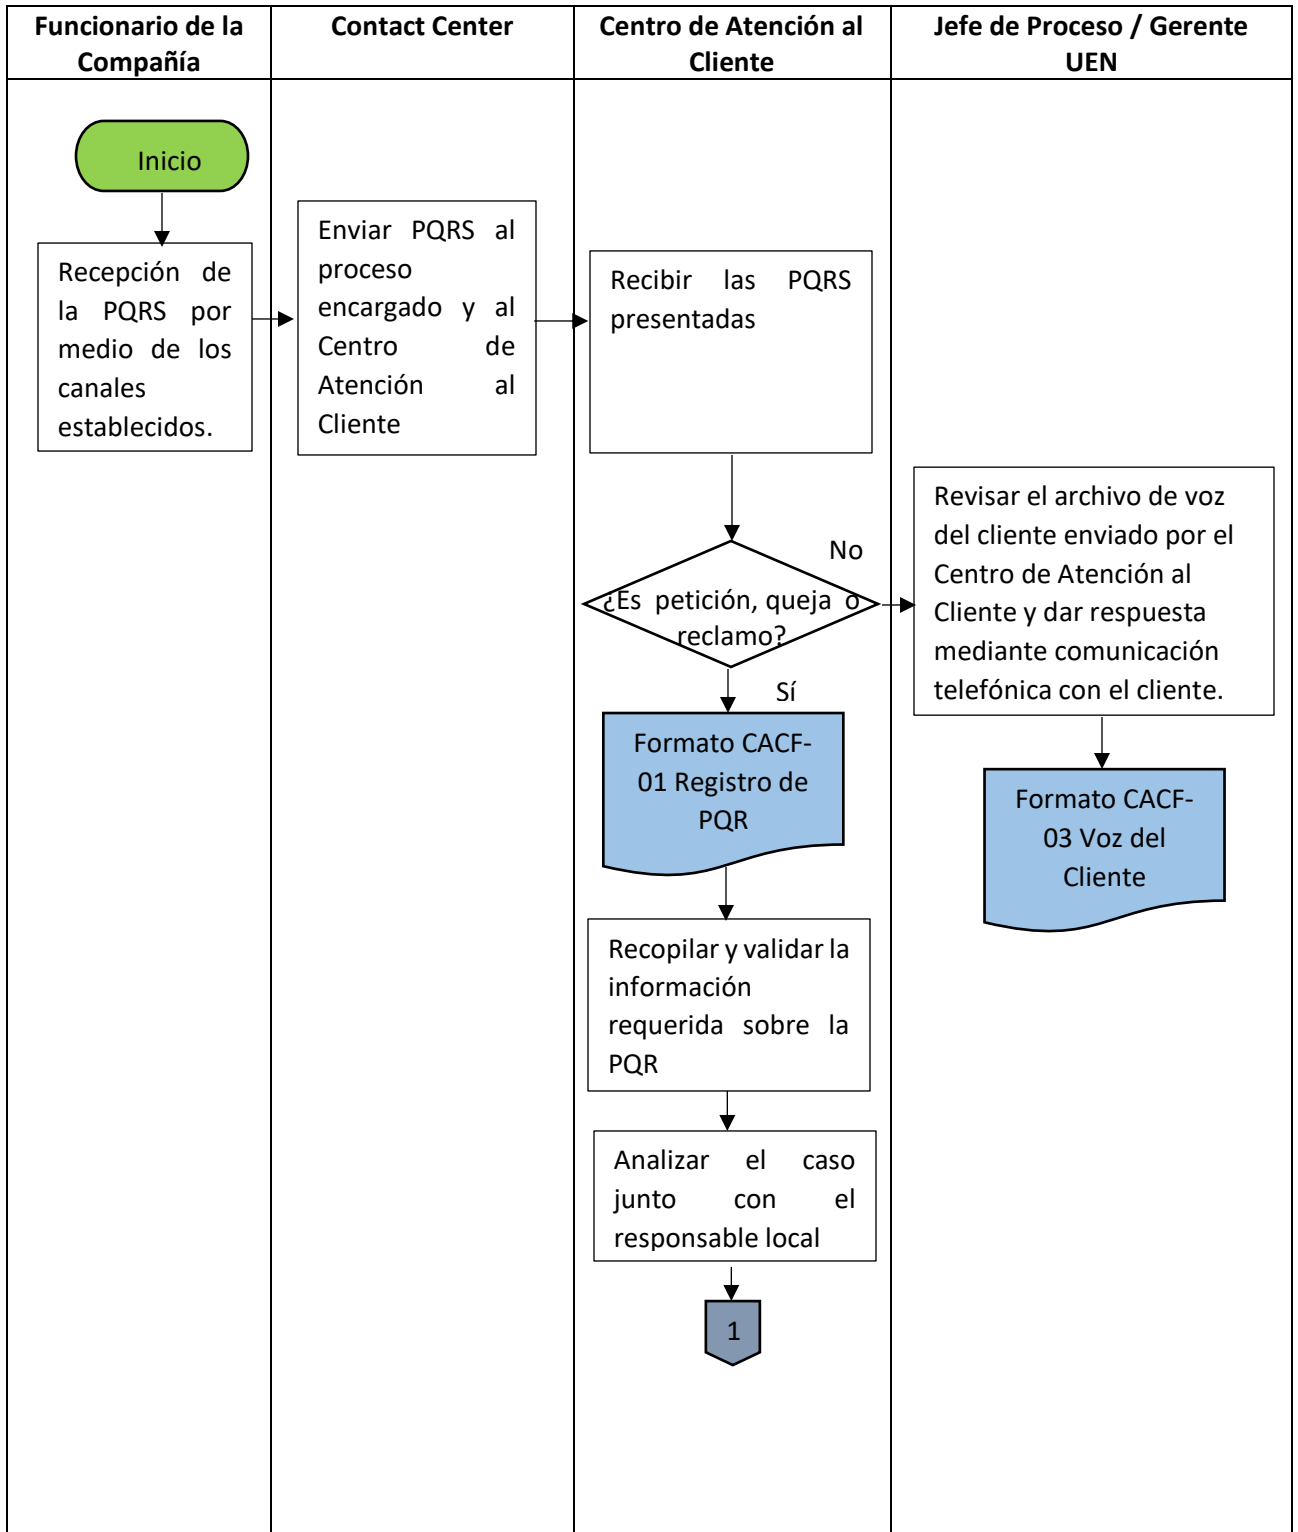 Funcionario de la
Compañía
Contact Center
Centro de Atención al
Cliente
Jefe de Proceso / Gerente
UEN
Inicio
Recepción de
la PQRS por
medio de los
canales
establecidos.
Enviar PQRS al
proceso
encargado y al
Centro de
Atención al
Cliente
Recibir las PQRS
presentadas
¿Es petición, queja o
reclamo?
No
Sí
Revisar el archivo de voz
del cliente enviado por el
Centro de Atención al
Cliente y dar respuesta
mediante comunicación
telefónica con el cliente.
Formato CACF-
01 Registro de
PQR
Formato CACF-
03 Voz del
Cliente
Recopilar y validar la
información
requerida sobre la
PQR
Analizar el caso
junto con el
responsable local
1